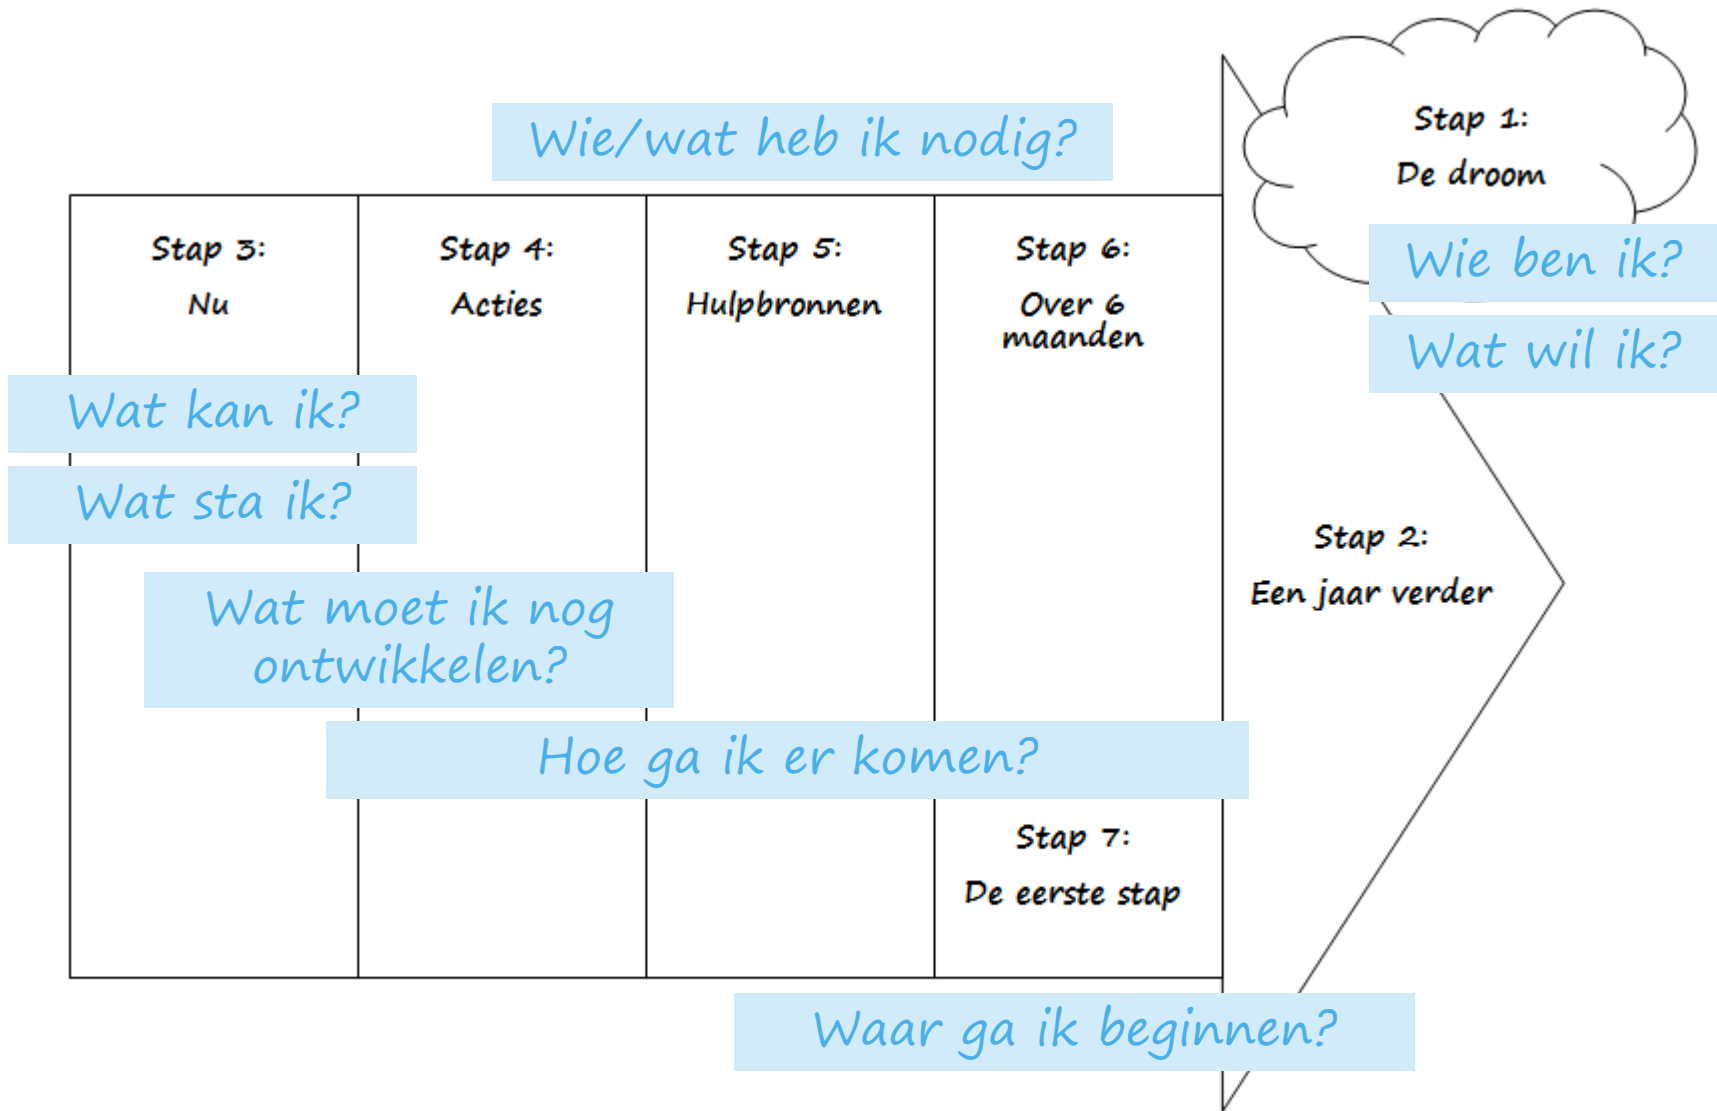 Wie/wat heb ik nodig?
Stap 1:
De droom
Wie ben ik?
Wat wil ik?
Stap 3:
Nu
Stap 4:
Acties
Stap 5:
Hulpbronnen
Stap 6:
Over 6
maanden
Wat kan ik?
Wat sta ik?
Stap 2:
Een jaar verder
Wat moet ik nog
ontwikkelen?
Hoe ga ik er komen?
Stap 7:
De eerste stap
Waar ga ik beginnen?